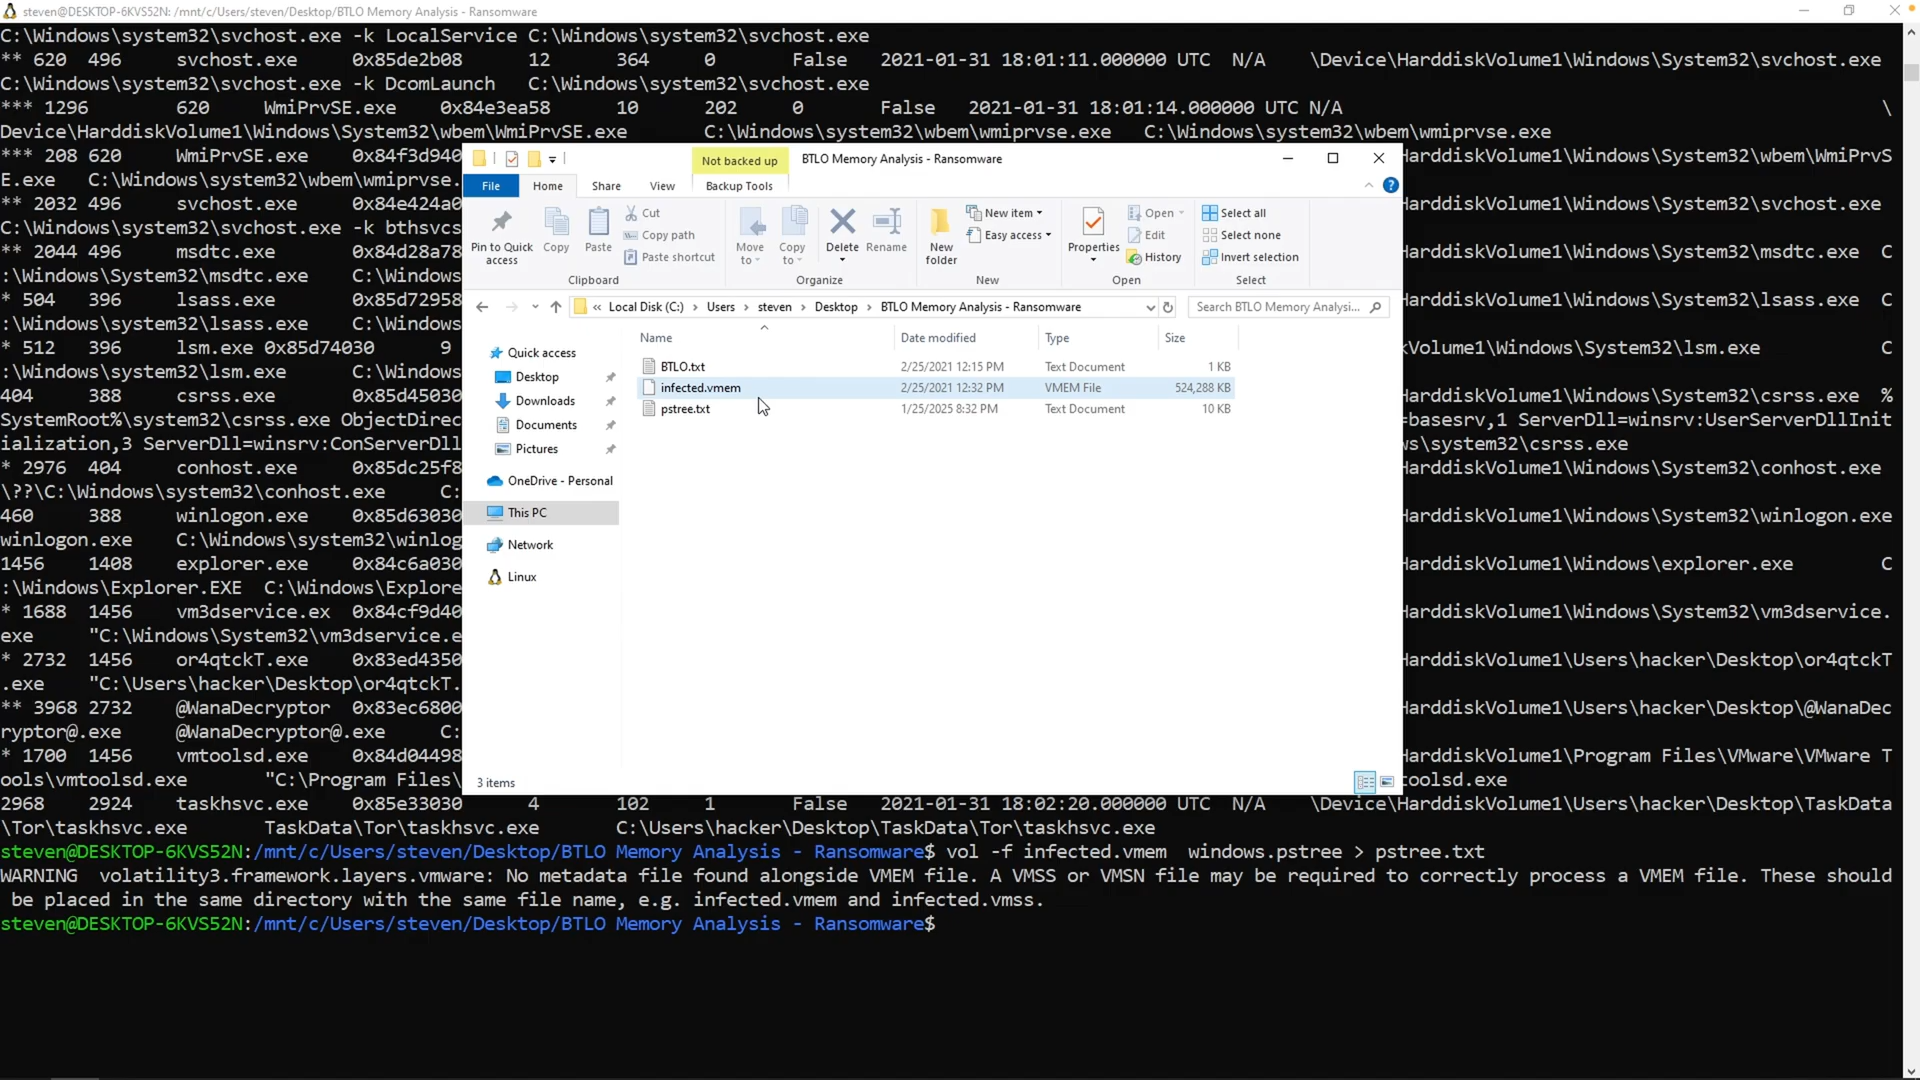 steven@DESKTOP-6KVS52N: /mnt/c/Users/steven/Desktop/BTLO Memory Analysis - Ransomware
C:\Windows\system32\svchost.exe -k LocalService C:\Windows\system32\svchost.exe
** 620 496 svchost.exe 0x85de2b08 12 364 0 False 2021-01-31 18:01:11.000000 UTC N/A \Device\HarddiskVolume1\Windows\System32\svchost.exe
C:\Windows\system32\svchost.exe -k DcomLaunch C:\Windows\system32\svchost.exe
*** 1296 620 WmiPrvSE.exe 0x84e3ea58 10 202 0 False 2021-01-31 18:01:14.000000 UTC N/A \
Device\HarddiskVolume1\Windows\System32\wbem\WmiPrvSE.exe C:\Windows\system32\wbem\wmiprvse.exe C:\Windows\system32\wbem\wmiprvse.exe
*** 208 620 WmiPrvSE.exe 0x84f3d940 HarddiskVolume1\Windows\System32\wbem\WmiPrvS
E.exe C:\Windows\system32\wbem\wmiprvse.
** 2032 496 svchost.exe 0x84e424a0 HarddiskVolume1\Windows\System32\svchost.exe
C:\Windows\system32\svchost.exe -k bthsvcs
** 2044 496 msdtc.exe 0x84d28a78 HarddiskVolume1\Windows\System32\msdtc.exe C
:\Windows\System32\msdtc.exe C:\Windows
* 504 396 lsass.exe 0x85d72958 HarddiskVolume1\Windows\System32\lsass.exe C
:\Windows\system32\lsass.exe C:\Windows
* 512 396 lsm.exe 0x85d74030 9 kVolume1\Windows\System32\lsm.exe C
:\Windows\system32\lsm.exe C:\Windows
404 388 csrss.exe 0x85d45030 HarddiskVolume1\Windows\System32\csrss.exe %
SystemRoot%\system32\csrss.exe ObjectDirec =basesrv,1 ServerDll=winsrv:UserServerDllInit
ialization,3 ServerDll=winsrv:ConServerDll ws\system32\csrss.exe
* 2976 404 conhost.exe 0x85dc25f8 HarddiskVolume1\Windows\System32\conhost.exe
\??\C:\Windows\system32\conhost.exe C:
460 388 winlogon.exe 0x85d63030 HarddiskVolume1\Windows\System32\winlogon.exe
winlogon.exe C:\Windows\system32\winlog
1456 1408 explorer.exe 0x84c6a030 HarddiskVolume1\Windows\explorer.exe C
:\Windows\Explorer.EXE C:\Windows\Explore
* 1688 1456 vm3dservice.ex 0x84cf9d40 HarddiskVolume1\Windows\System32\vm3dservice.
exe "C:\Windows\System32\vm3dservice.e
* 2732 1456 or4qtckT.exe 0x83ed4350 HarddiskVolume1\Users\hacker\Desktop\or4qtckT
.exe "C:\Users\hacker\Desktop\or4qtckT.
** 3968 2732 @WanaDecryptor 0x83ec6800 HarddiskVolume1\Users\hacker\Desktop\@WanaDec
ryptor@.exe @WanaDecryptor@.exe C:
* 1700 1456 vmtoolsd.exe 0x84d04498 HarddiskVolume1\Program Files\VMware\VMware T
ools\vmtoolsd.exe "C:\Program Files\ toolsd.exe
2968 2924 taskhsvc.exe 0x85e33030 4 102 1 False 2021-01-31 18:02:20.000000 UTC N/A \Device\HarddiskVolume1\Users\hacker\Desktop\TaskData
\Tor\taskhsvc.exe TaskData\Tor\taskhsvc.exe C:\Users\hacker\Desktop\TaskData\Tor\taskhsvc.exe
steven@DESKTOP-6KVS52N:/mnt/c/Users/steven/Desktop/BTLO Memory Analysis - Ransomware$ vol -f infected.vmem windows.pstree > pstree.txt
WARNING volatility3.framework.layers.vmware: No metadata file found alongside VMEM file. A VMSS or VMSN file may be required to correctly process a VMEM file. These should
be placed in the same directory with the same file name, e.g. infected.vmem and infected.vmss.
steven@DESKTOP-6KVS52N:/mnt/c/Users/steven/Desktop/BTLO Memory Analysis - Ransomware$
Not backed up BTLO Memory Analysis - Ransomware
File Home Share View Backup Tools
Pin to Quick access
Copy
Paste
Cut
Copy path
Paste shortcut
Clipboard
Move to
Copy to
Delete
Rename
Organize
New folder
New item
Easy access
New
Properties
Open
Edit
History
Open
Select all
Select none
Invert selection
Select
« Local Disk (C:) › Users › steven › Desktop › BTLO Memory Analysis - Ransomware
Search BTLO Memory Analysi...
Quick access
Desktop
Downloads
Documents
Pictures
OneDrive - Personal
This PC
Network
Linux
Name Date modified Type Size
BTLO.txt 2/25/2021 12:15 PM Text Document 1 KB
infected.vmem 2/25/2021 12:32 PM VMEM File 524,288 KB
pstree.txt 1/25/2025 8:32 PM Text Document 10 KB
3 items